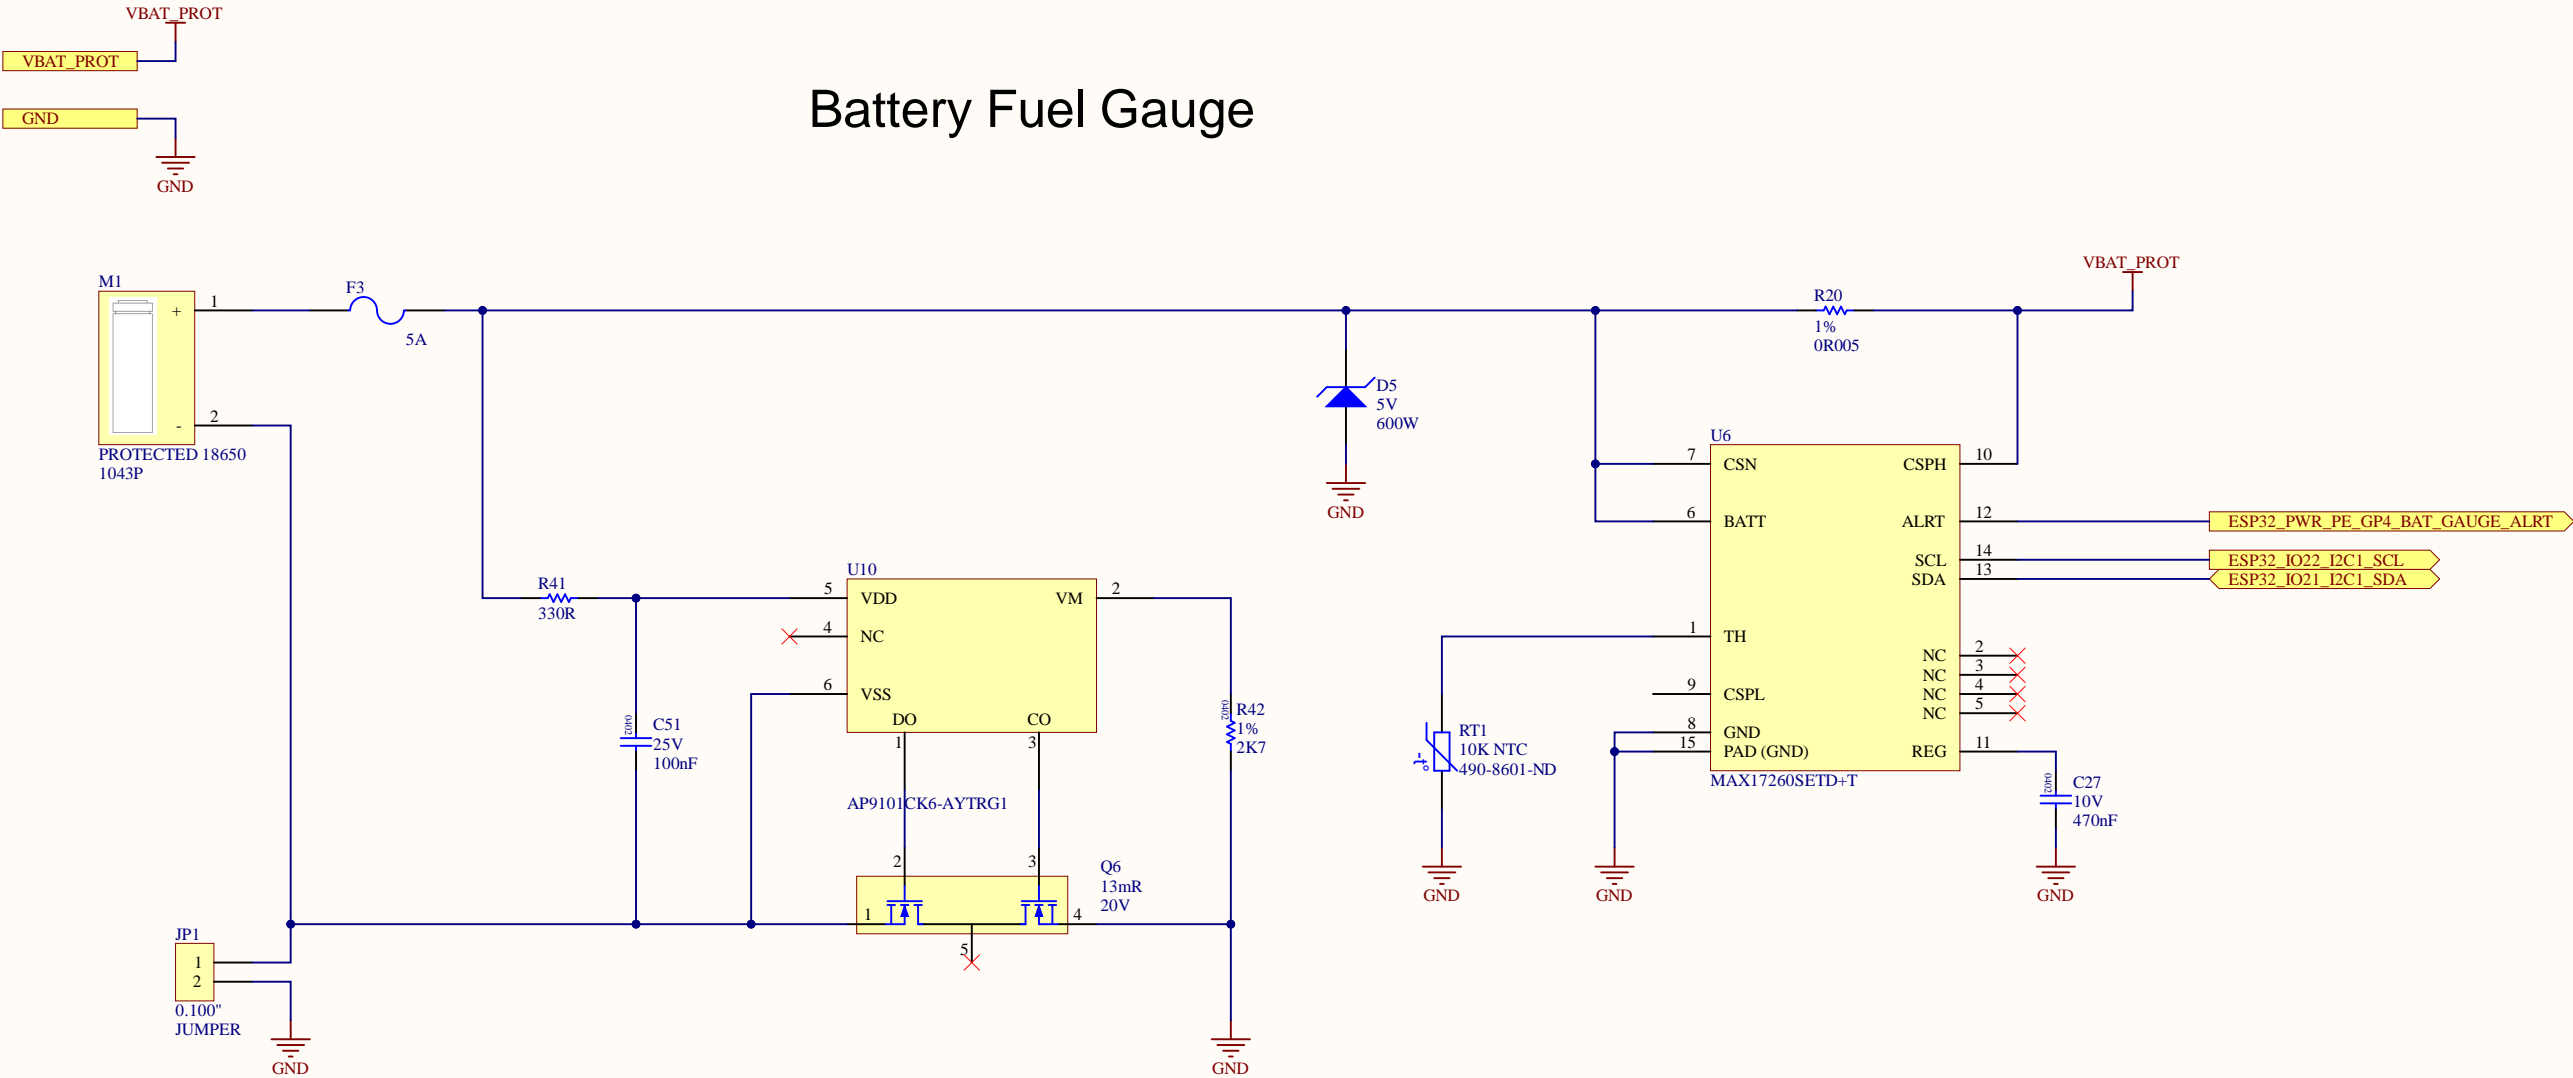 VBAT_PROT
VBAT_PROT
GND
GND
Battery Fuel Gauge
M1
+
1
-
2
PROTECTED 18650
1043P
F3
5A
R20
1%
0R005
VBAT_PROT
D5
5V
600W
GND
U6
7
CSN
6
BATT
1
TH
9
CSPL
8
GND
15
PAD (GND)
CSPH
10
ALRT
12
SCL
14
SDA
13
NC
2
NC
3
NC
4
NC
5
REG
11
MAX17260SETD+T
ESP32_PWR_PE_GP4_BAT_GAUGE_ALRT
ESP32_IO22_I2C1_SCL
ESP32_IO21_I2C1_SDA
R41
330R
U10
5
VDD
4
NC
6
VSS
VM
2
DO
CO
1
3
AP9101CK6-AYTRG1
0402
C51
25V
100nF
0402
R42
1%
2K7
-t°
RT1
10K NTC
490-8601-ND
GND
GND
0402
C27
10V
470nF
GND
2
3
1
4
5
Q6
13mR
20V
JP1
1
2
0.100"
JUMPER
GND
GND